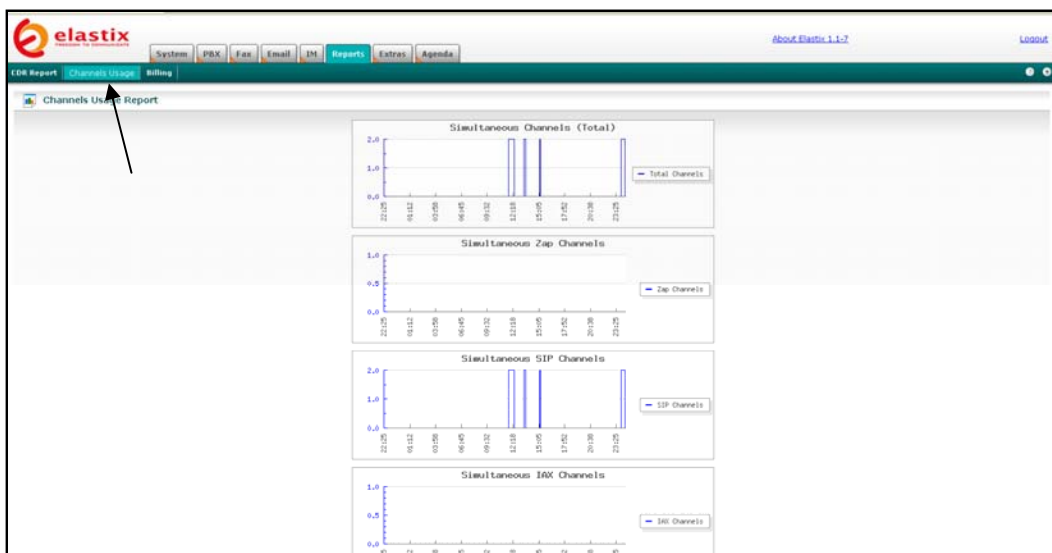 elastix
FREEDOM TO COMMUNICATE
System PBX Fax Email IM Reports Extras Agenda
About Elastix 1.1-7
Logout
CDR Report Channels Usage Billing
Channels Usage Report
Simultaneous Channels (Total)
2.0
1.0
0.0
Total Channels
22:25 01:12 03:58 06:45 09:32 12:18 15:05 17:52 20:38 23:25
Simultaneous Zap Channels
1.0
0.5
0.0
Zap Channels
22:25 01:12 03:58 06:45 09:32 12:18 15:05 17:52 20:38 23:25
Simultaneous SIP Channels
2.0
1.0
0.0
SIP Channels
22:25 01:12 03:58 06:45 09:32 12:18 15:05 17:52 20:38 23:25
Simultaneous IAX Channels
1.0
0.5
0.0
IAX Channels